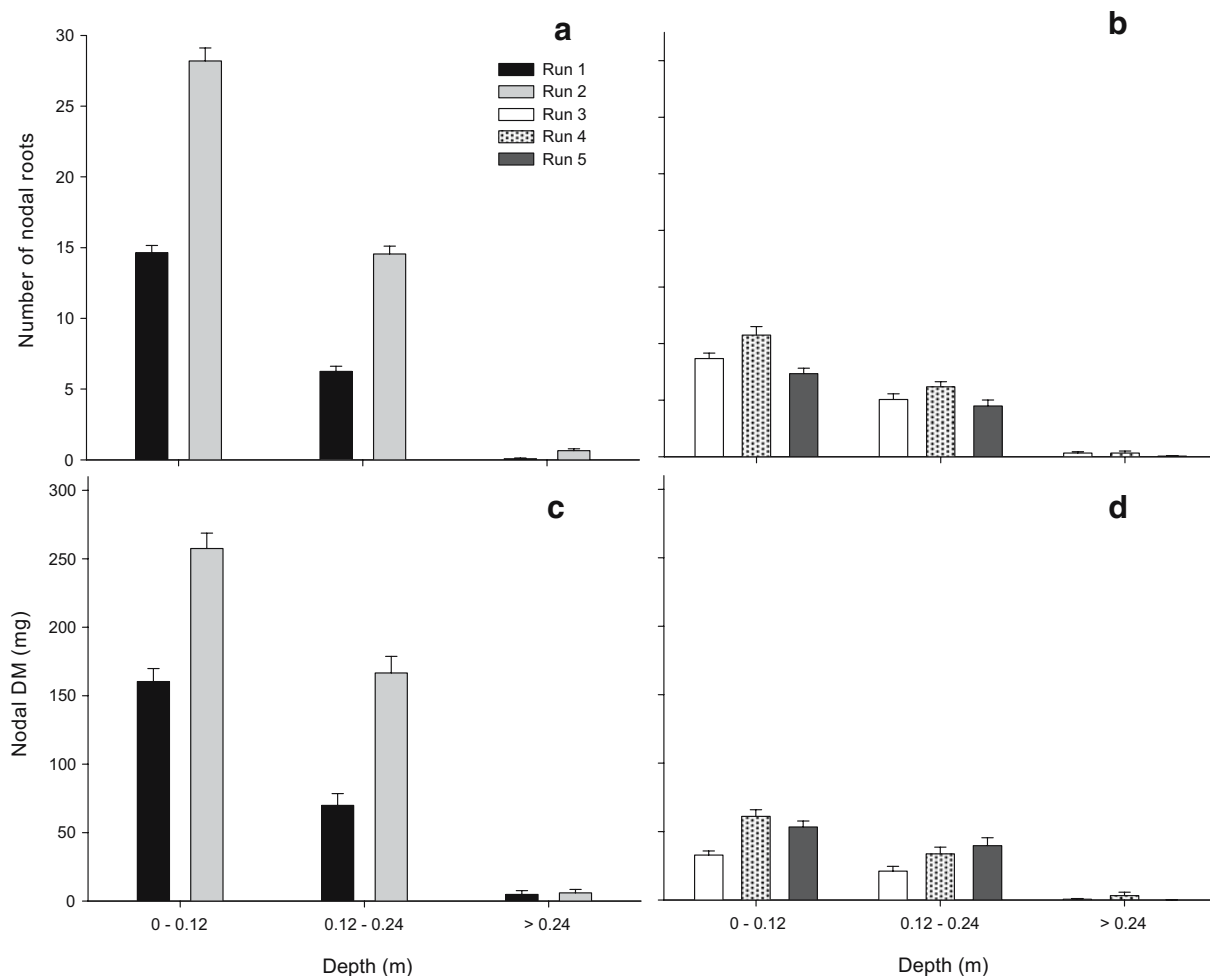 a
b
30
25
20
15
10
5
0
Number of nodal roots
Run 1
Run 2
Run 3
Run 4
Run 5
c
d
300
250
200
150
100
50
0
Nodal DM (mg)
0 - 0.12
0.12 - 0.24
> 0.24
Depth (m)
0 - 0.12
0.12 - 0.24
> 0.24
Depth (m)